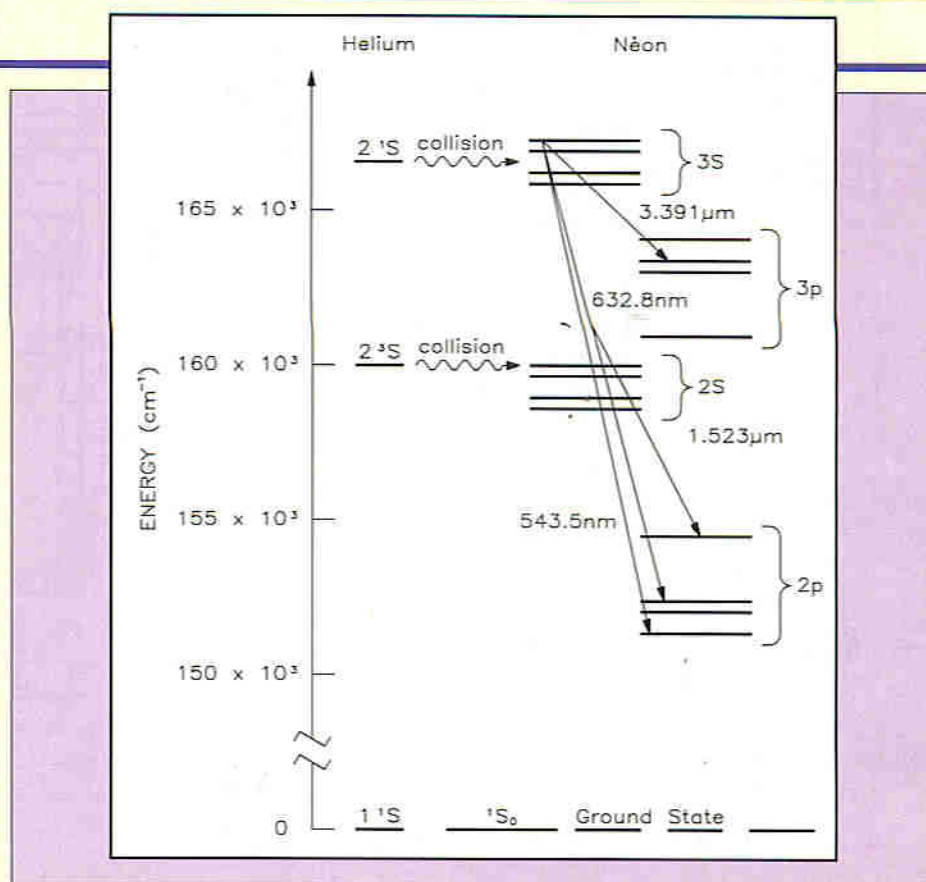 Helium Nėon
2 ¹S collision 3S
165 x 10³ 3.391µm
632.8nm 3p
2 ³S collision
160 x 10³ 2S
1.523µm
ENERGY (cm⁻¹)
155 x 10³ 543.5nm
2p
150 x 10³
0 1 ¹S ¹S₀ Ground State